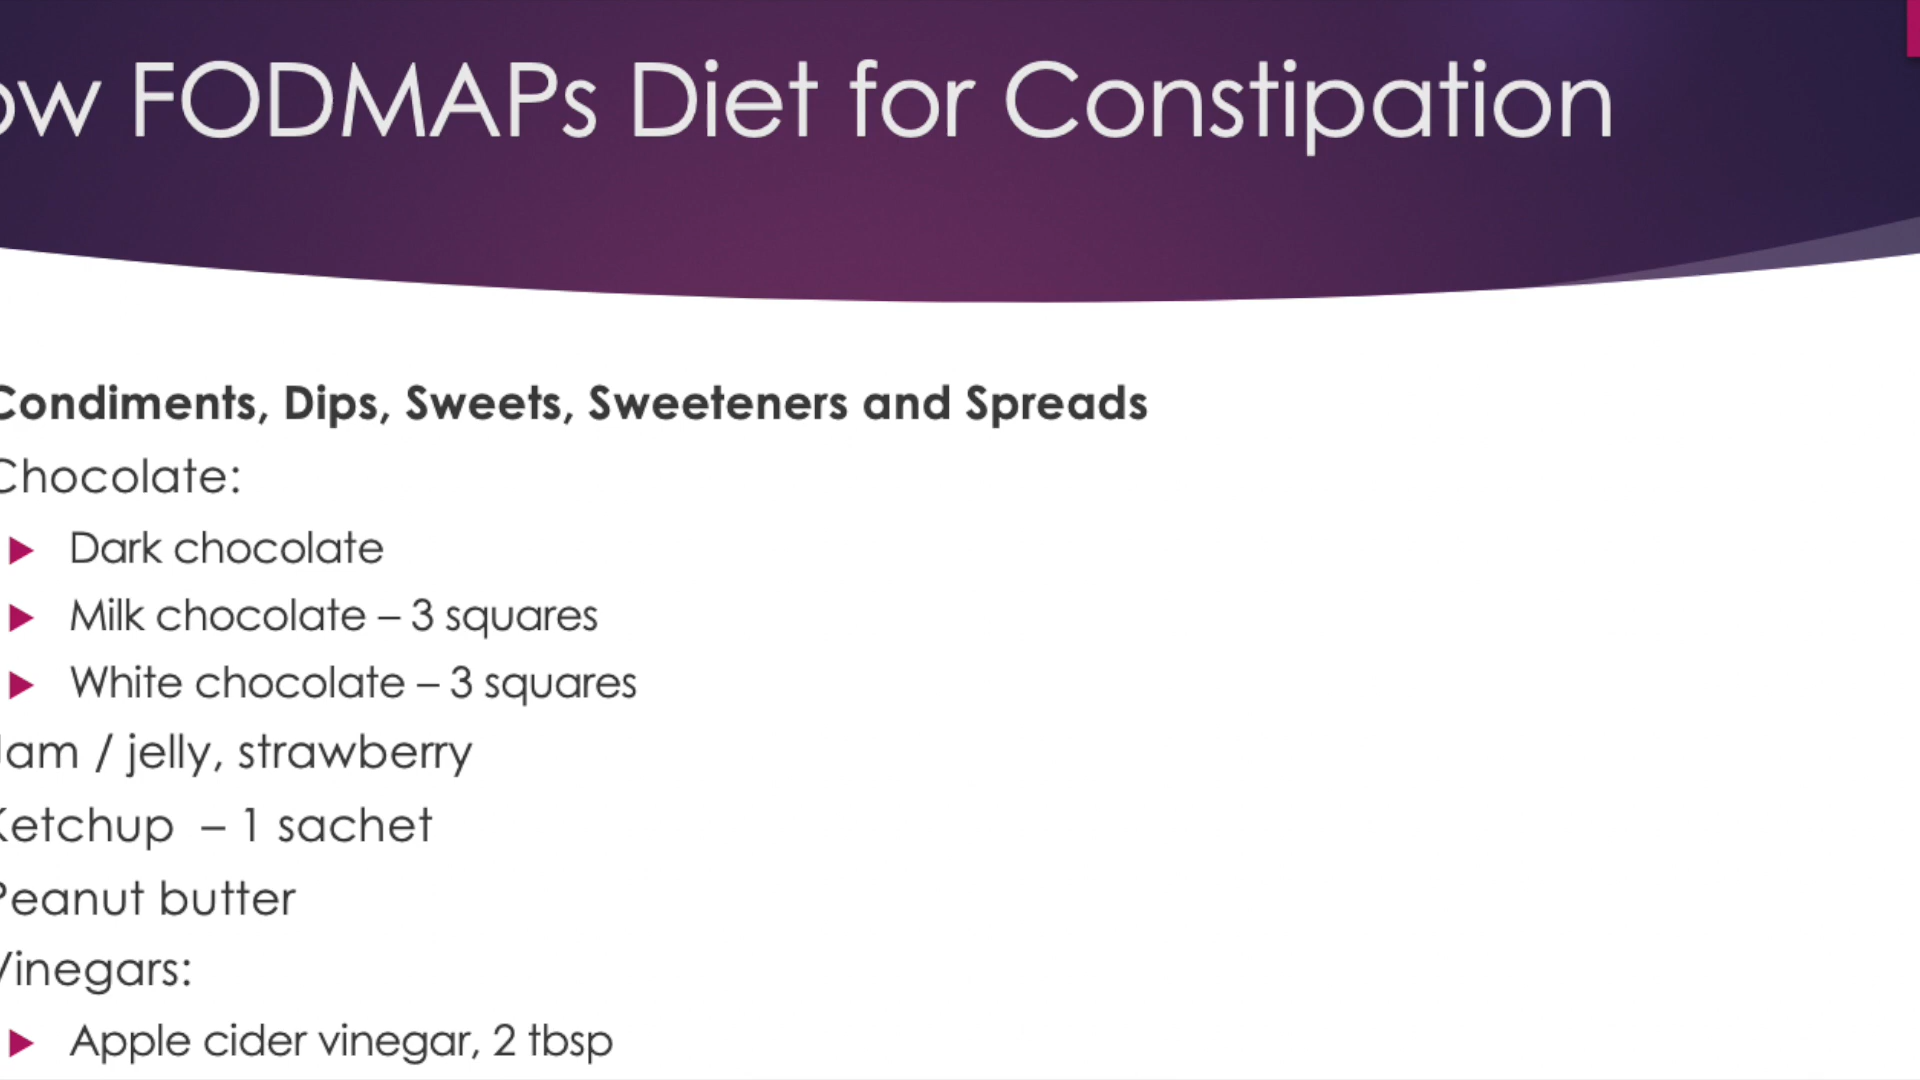 ow FODMAPs Diet for Constipation
Condiments, Dips, Sweets, Sweeteners and Spreads
Chocolate:
Dark chocolate
Milk chocolate – 3 squares
White chocolate – 3 squares
Jam / jelly, strawberry
Ketchup – 1 sachet
Peanut butter
Vinegars:
Apple cider vinegar, 2 tbsp